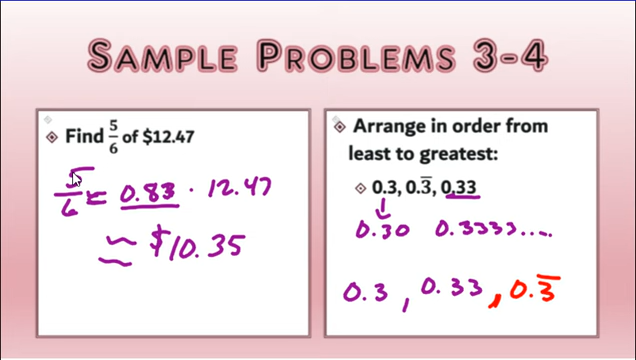 SAMPLE PROBLEMS 3-4
Find 5/6 of $12.47
5/6 ≈ 0.83 · 12.47
≈ $10.35
Arrange in order from
least to greatest:
0.3, 0.3̅, 0.33
0.30 0.3333....
0.3, 0.33, 0.3̅